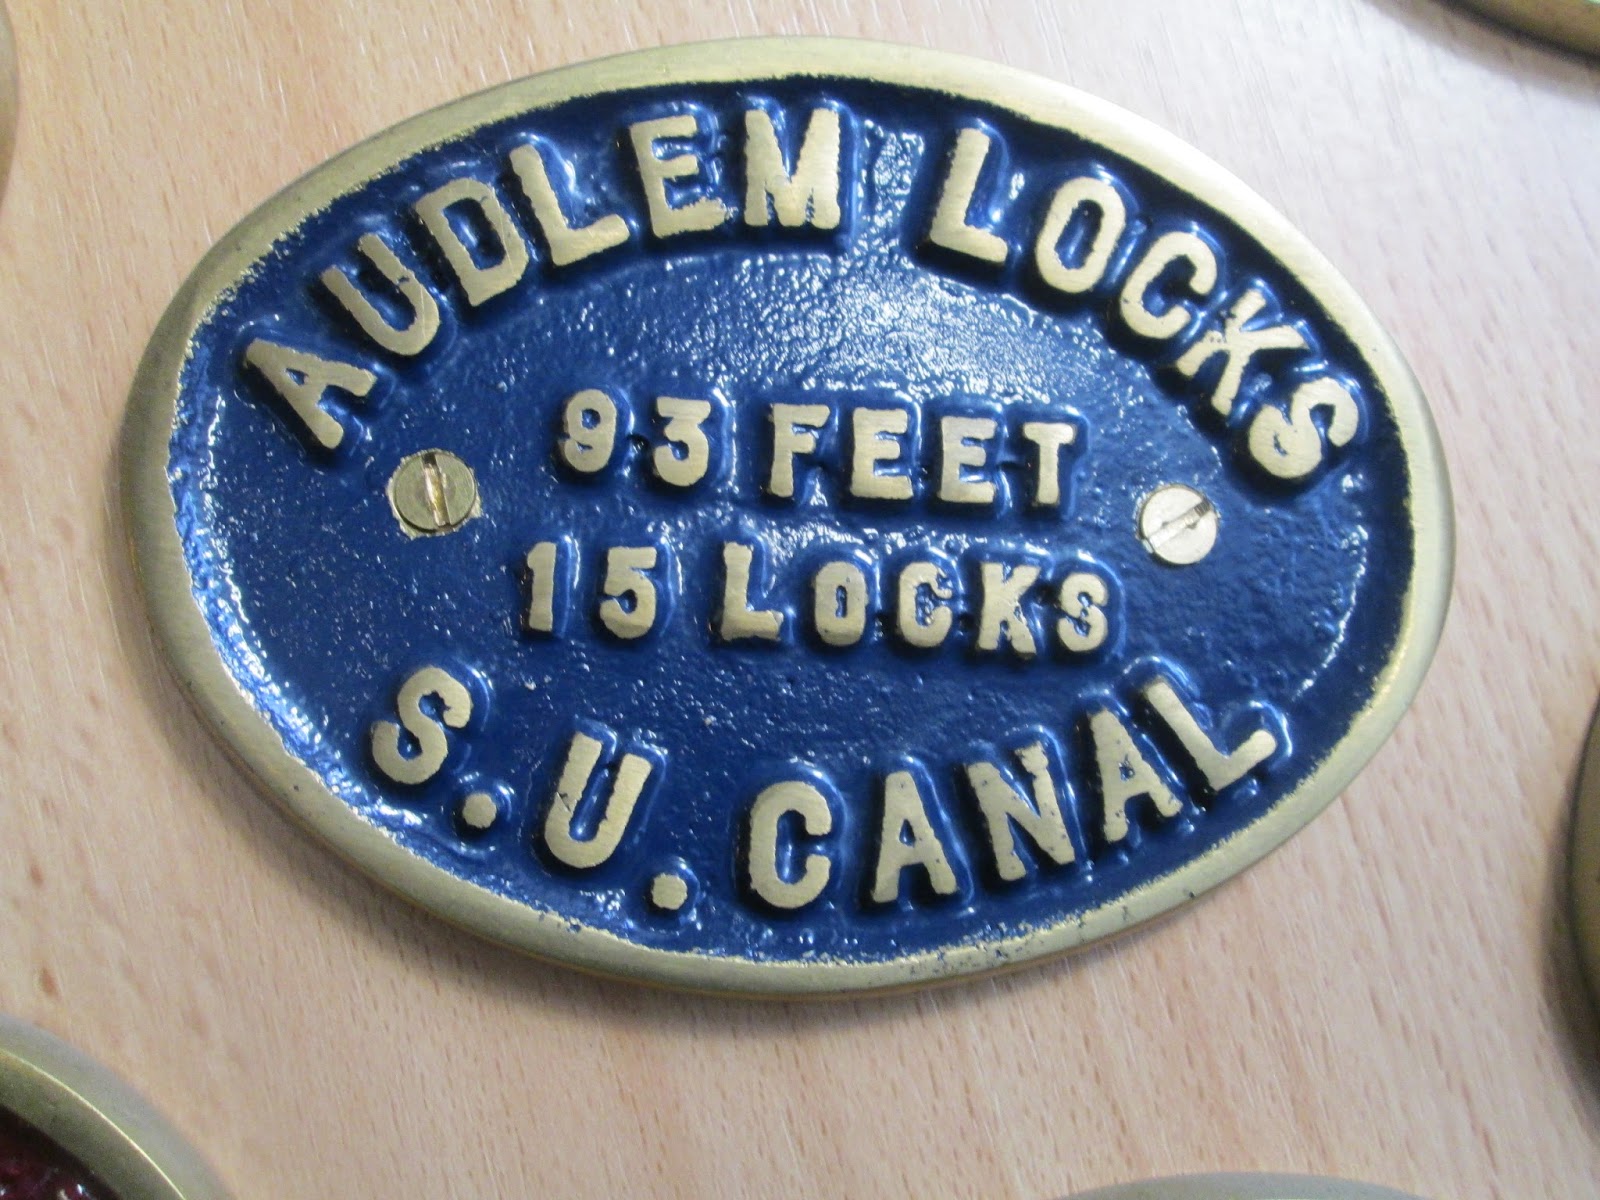 AUDLEM LOCKS
93 FEET
15 LOCKS
S.U. CANAL